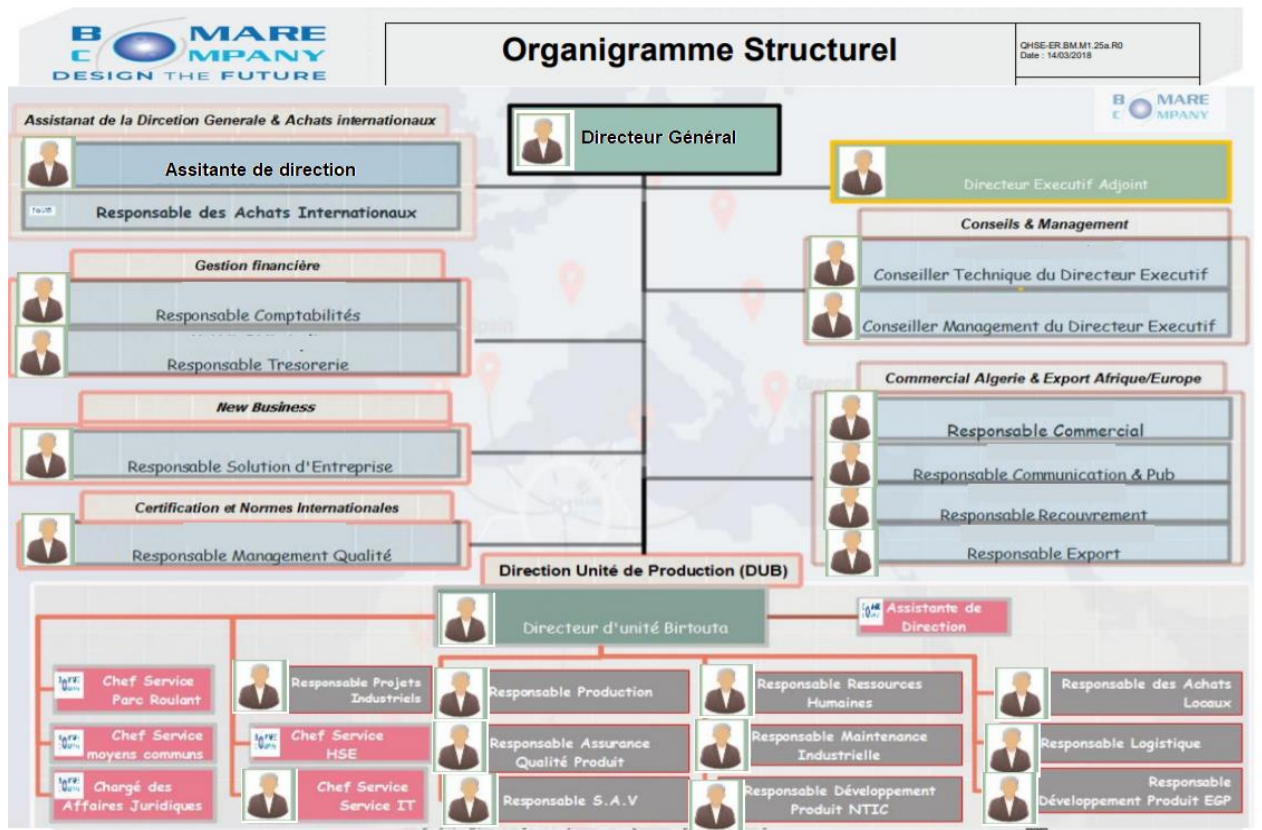 BOMARE
COMPANY
DESIGN THE FUTURE
Organigramme Structurel
QHSE-ER.BM.M1.25a.R0
Date : 14/03/2018
BOMARE
COMPANY
Assistanat de la Dircetion Generale & Achats internationaux
Assitante de direction
Responsable des Achats Internationaux
Directeur Général
Directeur Executif Adjoint
Conseils & Management
Conseiller Technique du Directeur Executif
Conseiller Management du Directeur Executif
Gestion financière
Responsable Comptabilités
Responsable Tresorerie
Spain
Greece
Commercial Algerie & Export Afrique/Europe
Responsable Commercial
Responsable Communication & Pub
Responsable Recouvrement
Responsable Export
New Business
Responsable Solution d'Entreprise
Certification et Normes Internationales
Responsable Management Qualité
Direction Unité de Production (DUB)
Directeur d'unité Birtouta
Assistante de
Direction
Chef Service
Parc Roulant
Responsable Projets
Industriels
Responsable Production
Responsable Ressources
Humaines
Responsable des Achats
Locaux
Chef Service
moyens communs
Chef Service
HSE
Responsable Assurance
Qualité Produit
Responsable Maintenance
Industrielle
Responsable Logistique
Chargé des
Affaires Juridiques
Chef Service
Service IT
Responsable S.A.V
Responsable Développement
Produit NTIC
Responsable
Développement Produit EGP